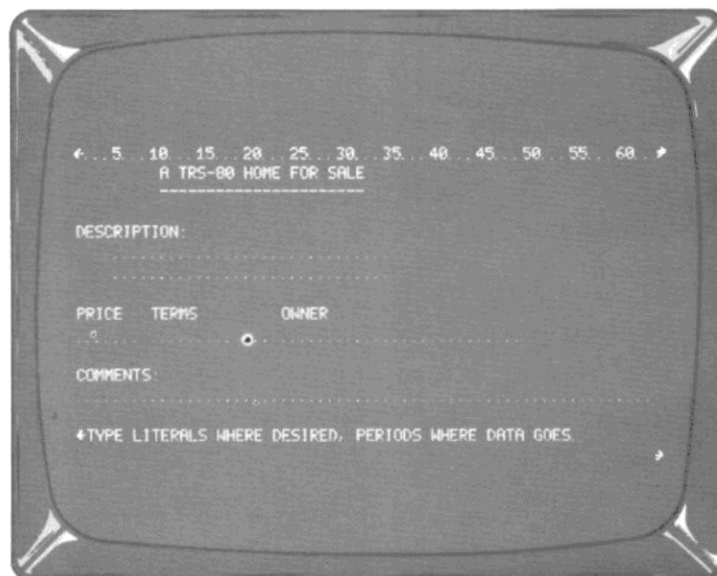 ←...5...10...15...20...25...30...35...40...45...50...55...60...→
A TRS-80 HOME FOR SALE
----------------------
DESCRIPTION:
..............................
..............................
PRICE TERMS OWNER
COMMENTS:
..............................................................
←TYPE LITERALS WHERE DESIRED, PERIODS WHERE DATA GOES.
→